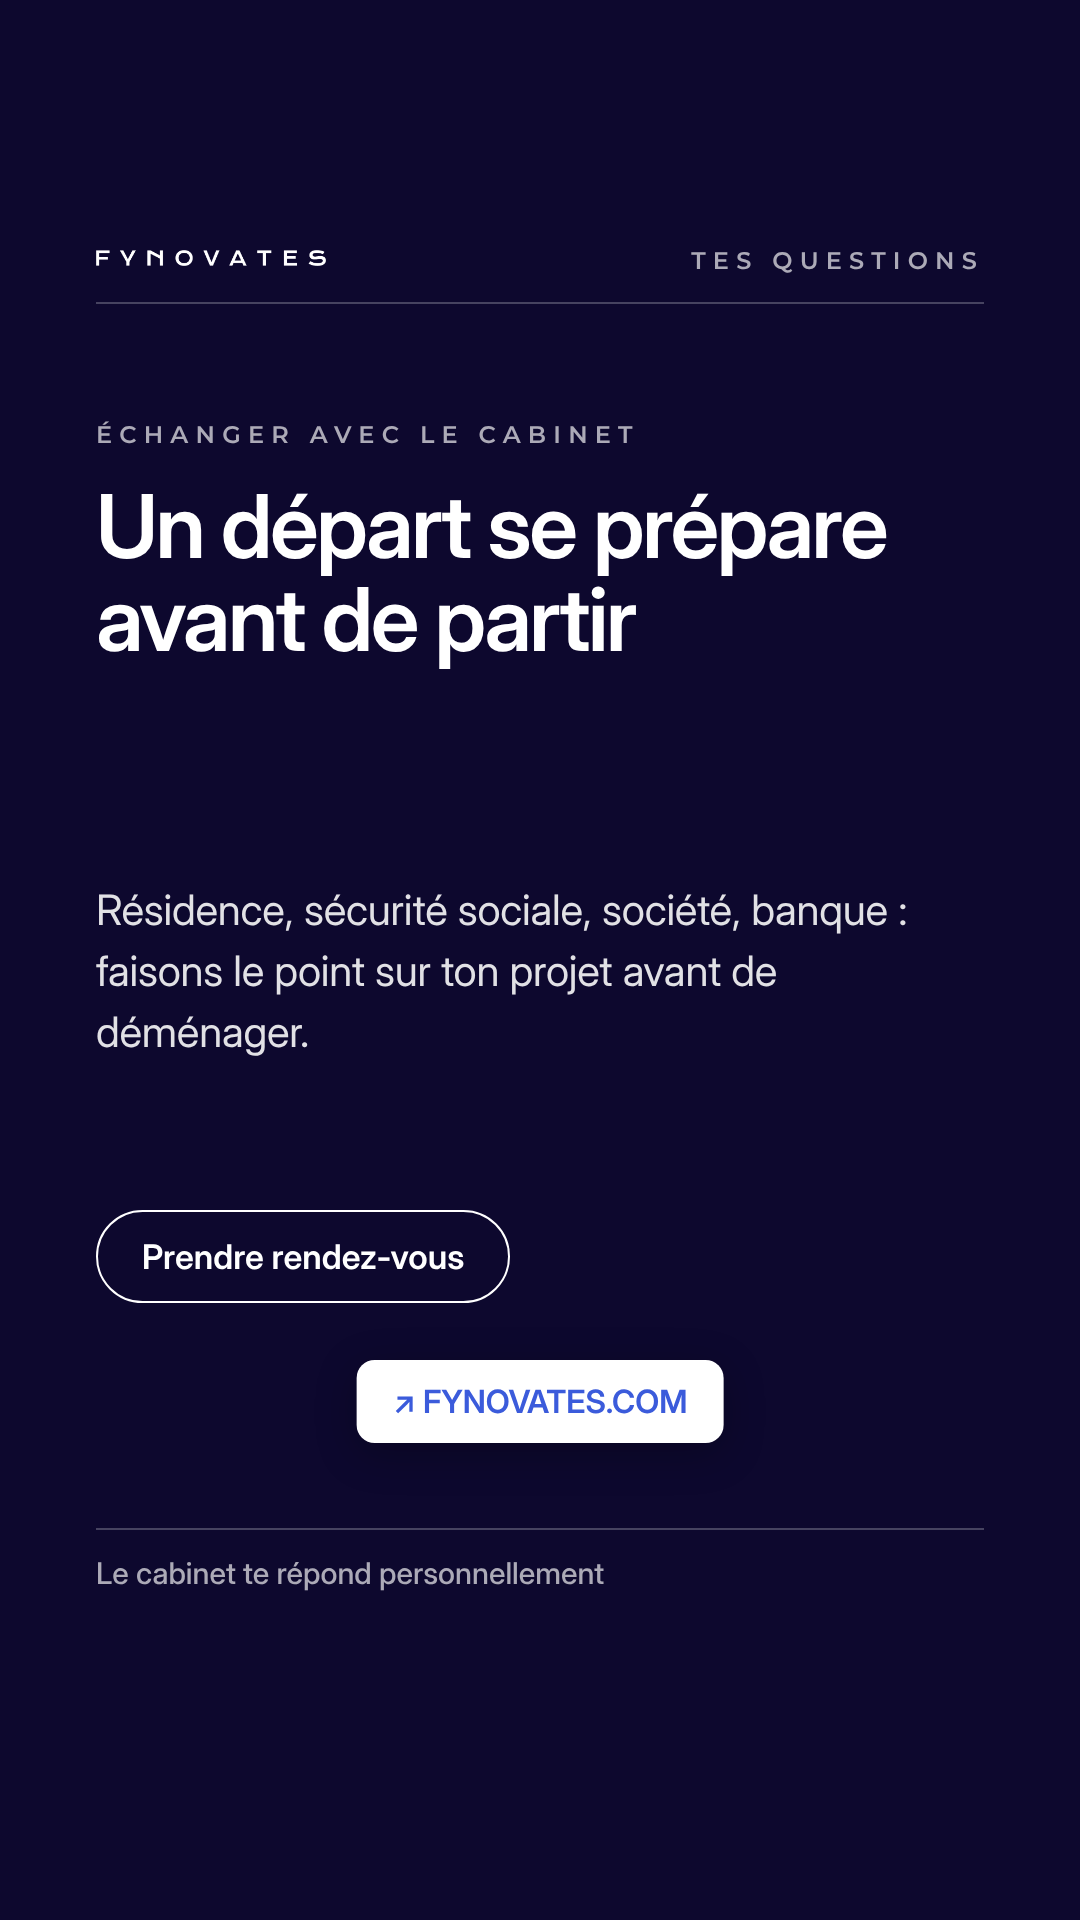 FYNOVATES
TES QUESTIONS
ÉCHANGER AVEC LE CABINET
Un départ se prépare
avant de partir
Résidence, sécurité sociale, société, banque :
faisons le point sur ton projet avant de
déménager.
Prendre rendez-vous
↗ FYNOVATES.COM
Le cabinet te répond personnellement